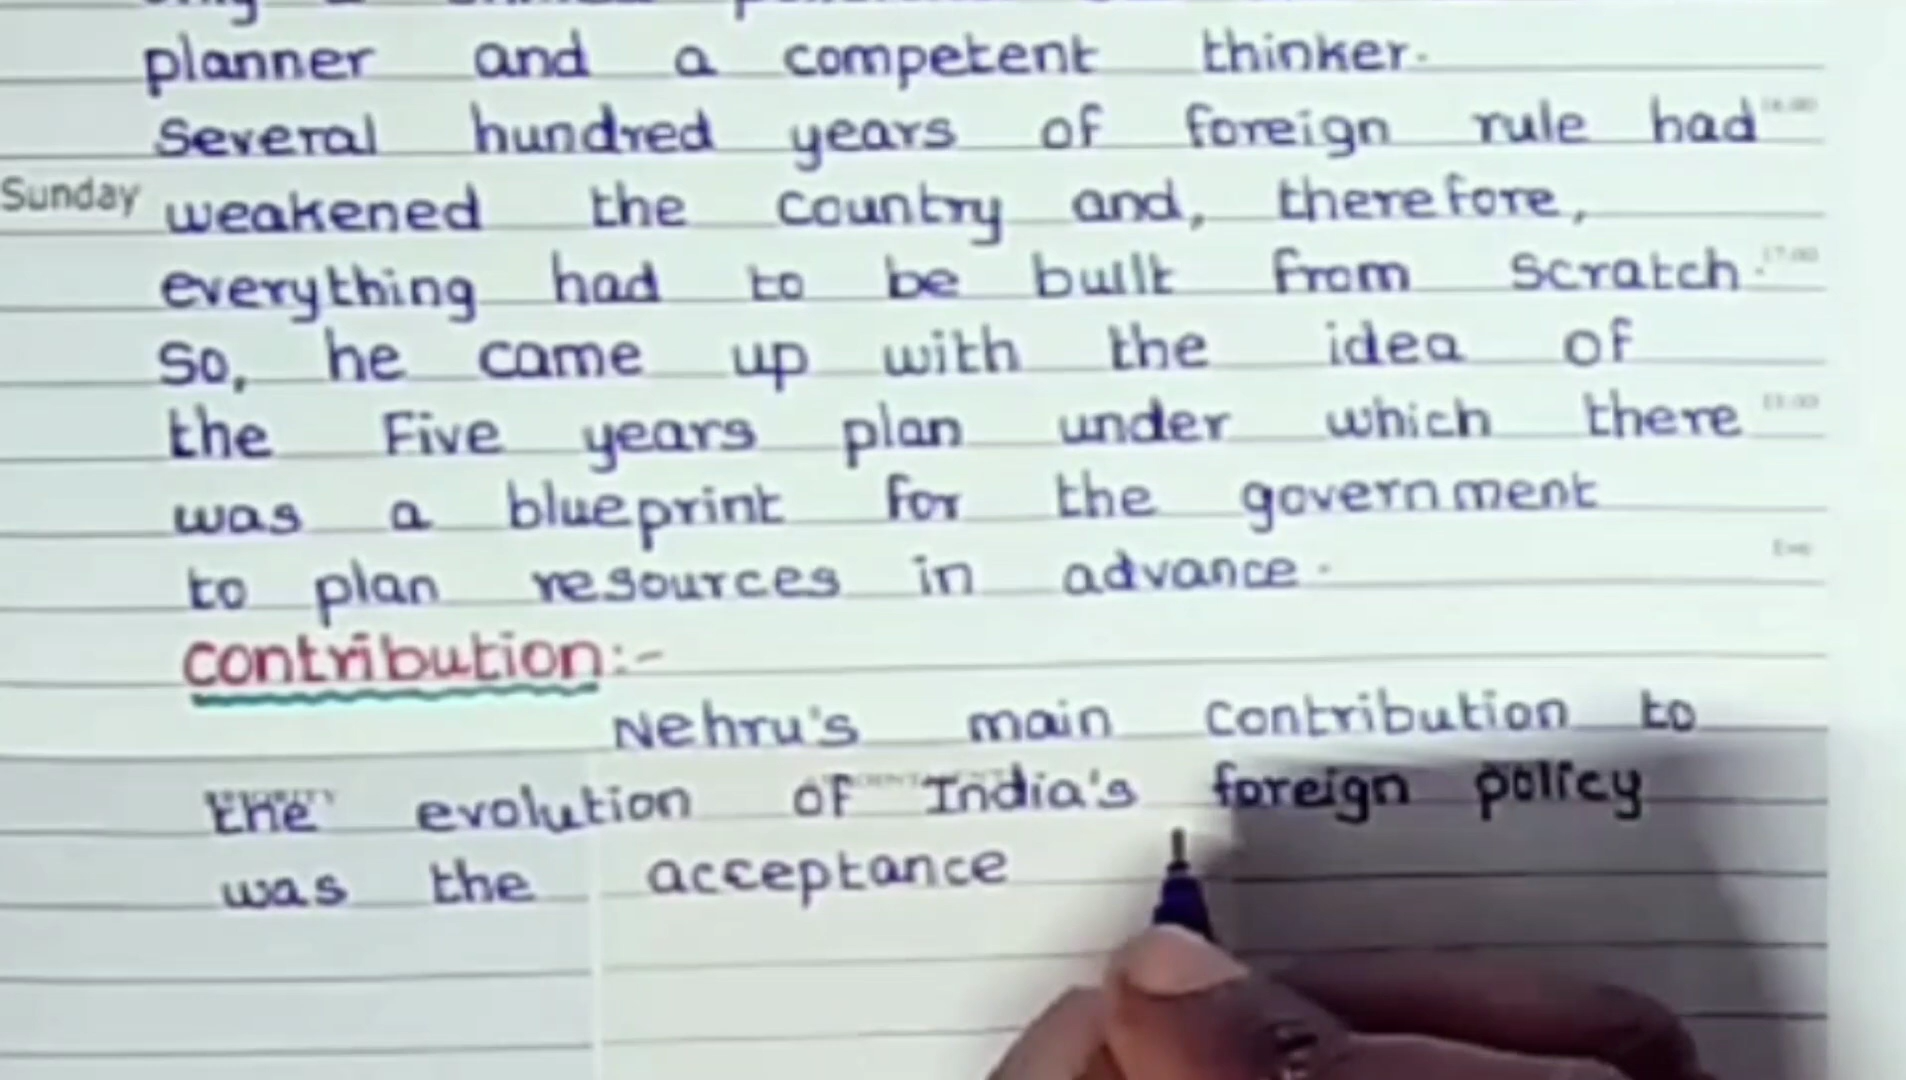 planner and a competent thinker.
Several hundred years of foreign rule had
Sunday weakened the country and, therefore,
everything had to be built from scratch.
So, he came up with the idea of
the Five years plan under which there
was a blueprint for the government
to plan resources in advance.
contribution:-
Nehru's main contribution to
the evolution of India's foreign policy
was the acceptance